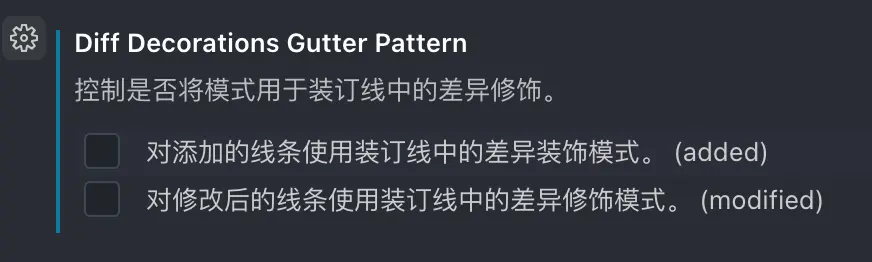 Diff Decorations Gutter Pattern
控制是否将模式用于装订线中的差异修饰。
对添加的线条使用装订线中的差异装饰模式。 (added)
对修改后的线条使用装订线中的差异修饰模式。 (modified)